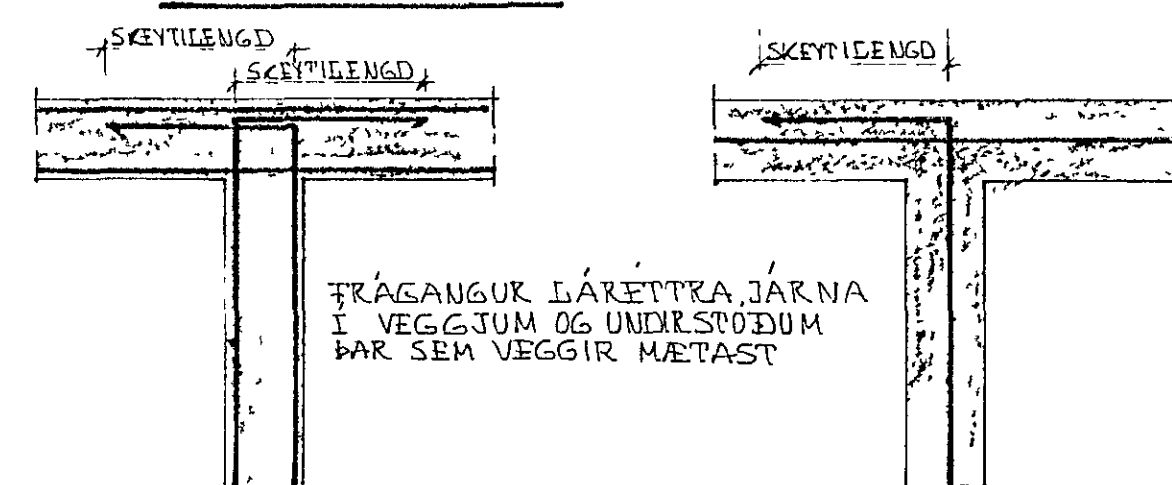 SKEYTILENGD
SKEYTILENGD
SKEYTILENGD
FRÁGANGUR LÁRÉTTRA JÁRNA
Í VEGGJUM OG UNDIRSTÖÐUM
ÞAR SEM VEGGIR MÆTAST